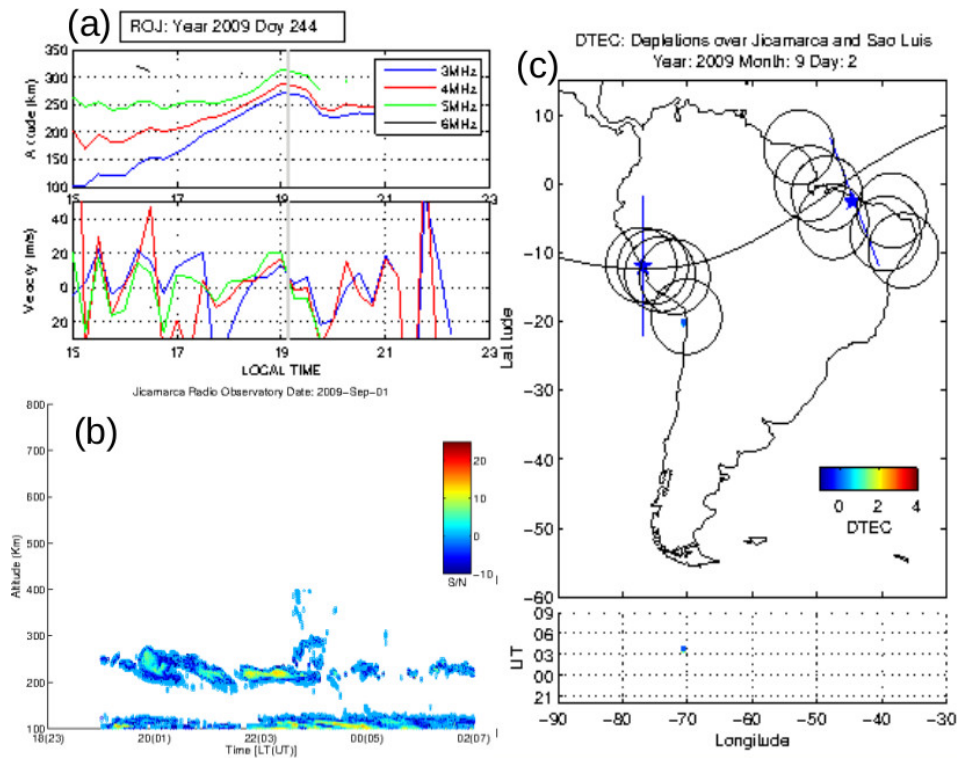 (a)
ROJ: Year 2009 Day 244
A c c ude (km)
350
300
250
200
150
100
3MHz
4MHz
5MHz
6MHz
15 17 19 21 23
Ve ec y (m/s)
40
20
0
20
15 17 19 21 23
LOCAL TIME
Jicamarca Radio Observatory Date: 2009-Sep-01
(b)
Altitude (Km)
800
700
600
500
400
300
200
100
20
10
0
-10
S/N
18(23) 20(01) 22(03) 00(05) 02(07)
Time [LT(UT)]
DTEC: Depletions over Jicamarca and Sao Luis
Year: 2009 Month: 9 Day: 2
(c)
Latitude
10
0
-10
-20
-30
-40
-50
-60
0 2 4
DTEC
UT
09
06
03
00
21
-90 -80 -70 -60 -50 -40 -30
Longitude